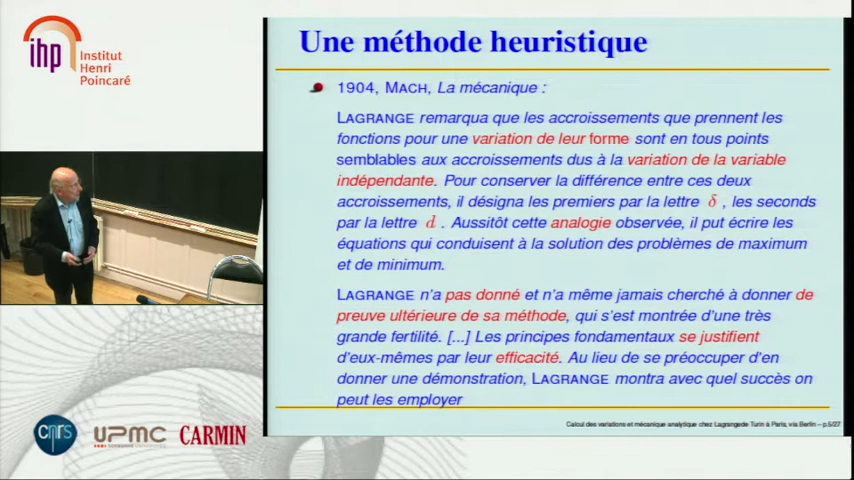 ihp
Institut
Henri
Poincaré
Une méthode heuristique
1904, MACH, La mécanique :
LAGRANGE remarqua que les accroissements que prennent les
fonctions pour une variation de leur forme sont en tous points
semblables aux accroissements dus à la variation de la variable
indépendante. Pour conserver la différence entre ces deux
accroissements, il désigna les premiers par la lettre δ , les seconds
par la lettre d . Aussitôt cette analogie observée, il put écrire les
équations qui conduisent à la solution des problèmes de maximum
et de minimum.
LAGRANGE n'a pas donné et n'a même jamais cherché à donner de
preuve ultérieure de sa méthode, qui s'est montrée d'une très
grande fertilité. [...] Les principes fondamentaux se justifient
d'eux-mêmes par leur efficacité. Au lieu de se préoccuper d'en
donner une démonstration, LAGRANGE montra avec quel succès on
peut les employer
Calcul des variations et mécanique analytique chez Lagrangede Turin à Paris, via Berlin – p.5/27
cnrs
UPMC
CARMIN